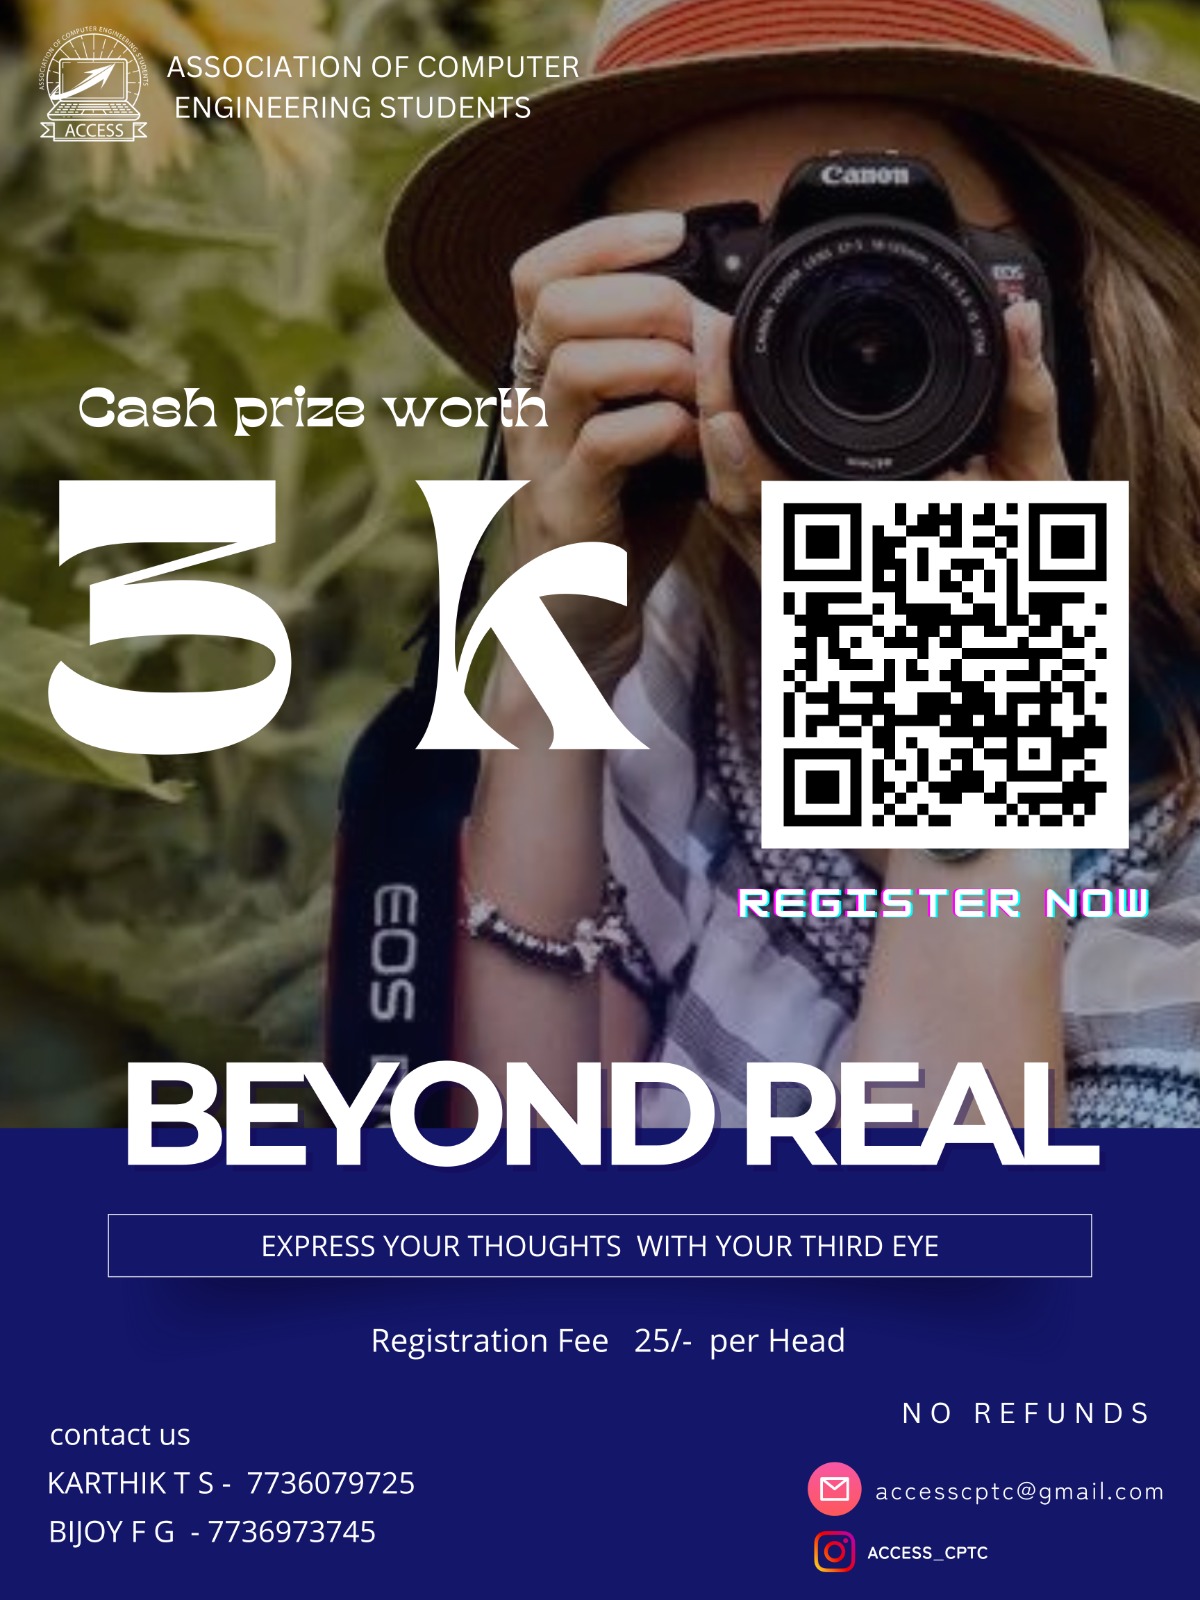 ASSOCIATION OF COMPUTER ENGINEERING STUDENTS
ACCESS
ASSOCIATION OF COMPUTER
ENGINEERING STUDENTS
Canon
EOS
Cash prize worth
3 k
REGISTER NOW
EOS
BEYOND REAL
EXPRESS YOUR THOUGHTS WITH YOUR THIRD EYE
Registration Fee 25/- per Head
NO REFUNDS
contact us
KARTHIK T S - 7736079725
BIJOY F G - 7736973745
accesscptc@gmail.com
ACCESS_CPTC